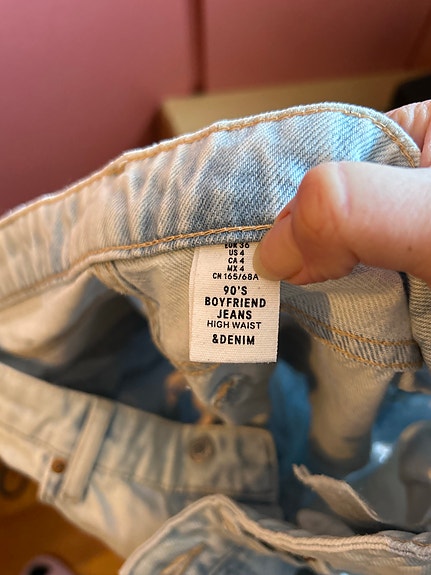 EUR 36
US 4
CA 4
MX 4
CN 165/68A
90'S
BOYFRIEND
JEANS
HIGH WAIST
&DENIM